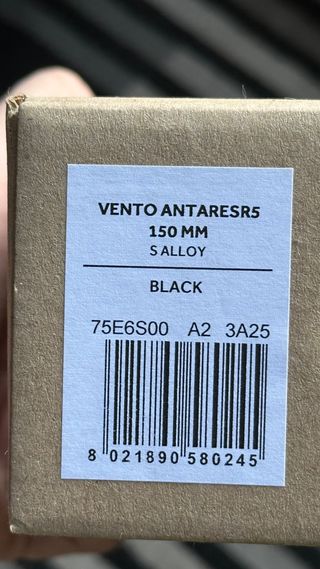 VENTO ANTARESR5
150 MM
S ALLOY
BLACK
75E6S00 A2 3A25
8 021890 580245